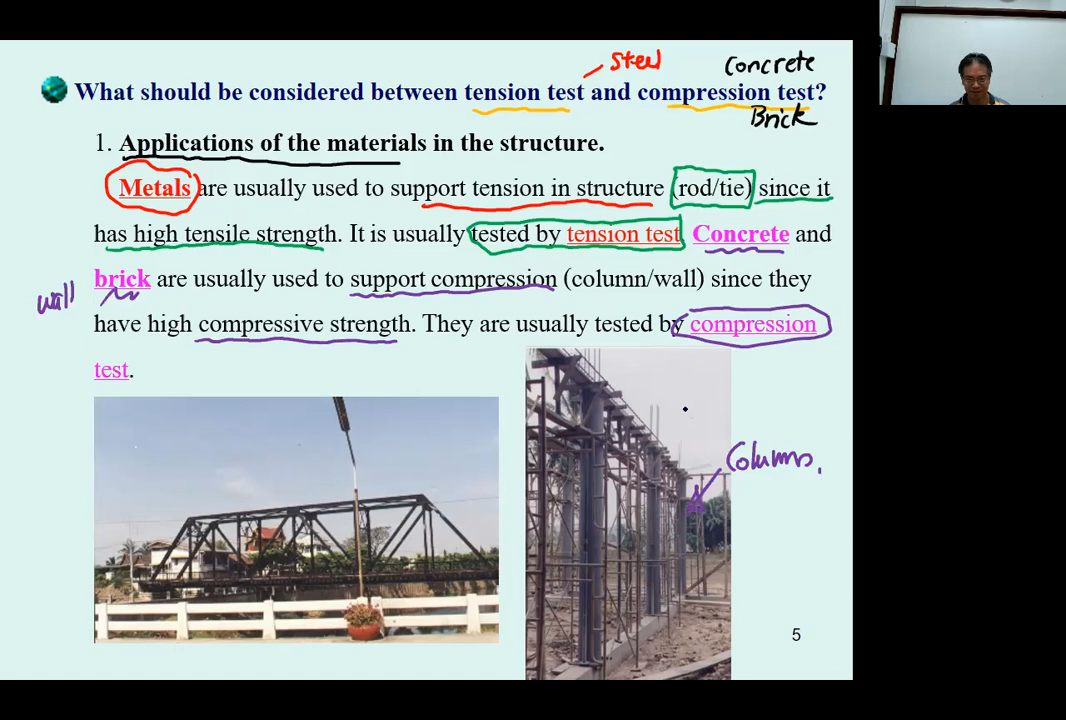 Steel
Concrete
What should be considered between tension test and compression test?
Brick
1. Applications of the materials in the structure.
Metals are usually used to support tension in structure (rod/tie) since it
has high tensile strength. It is usually tested by tension test. Concrete and
brick are usually used to support compression (column/wall) since they
wall
have high compressive strength. They are usually tested by compression
test.
Columns.
5